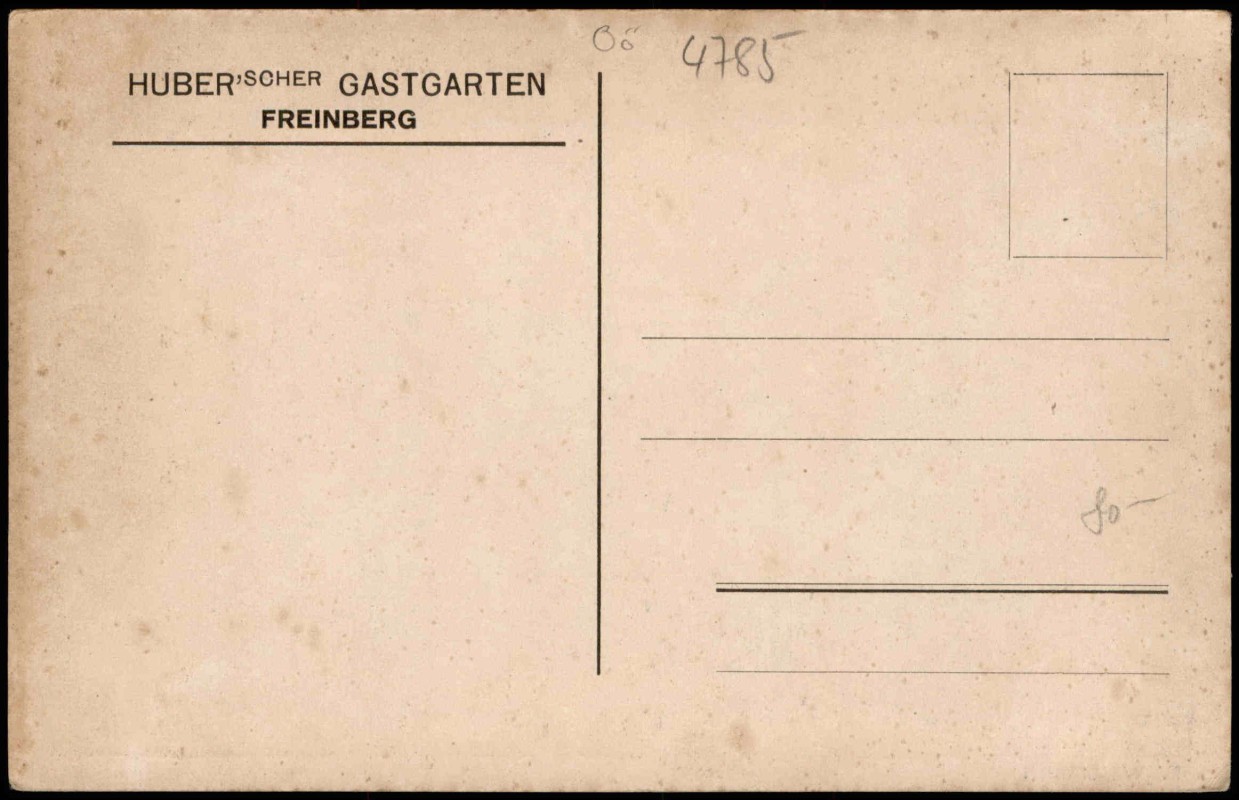 HUBER'SCHER GASTGARTEN
FREINBERG
Oö
4785
80-